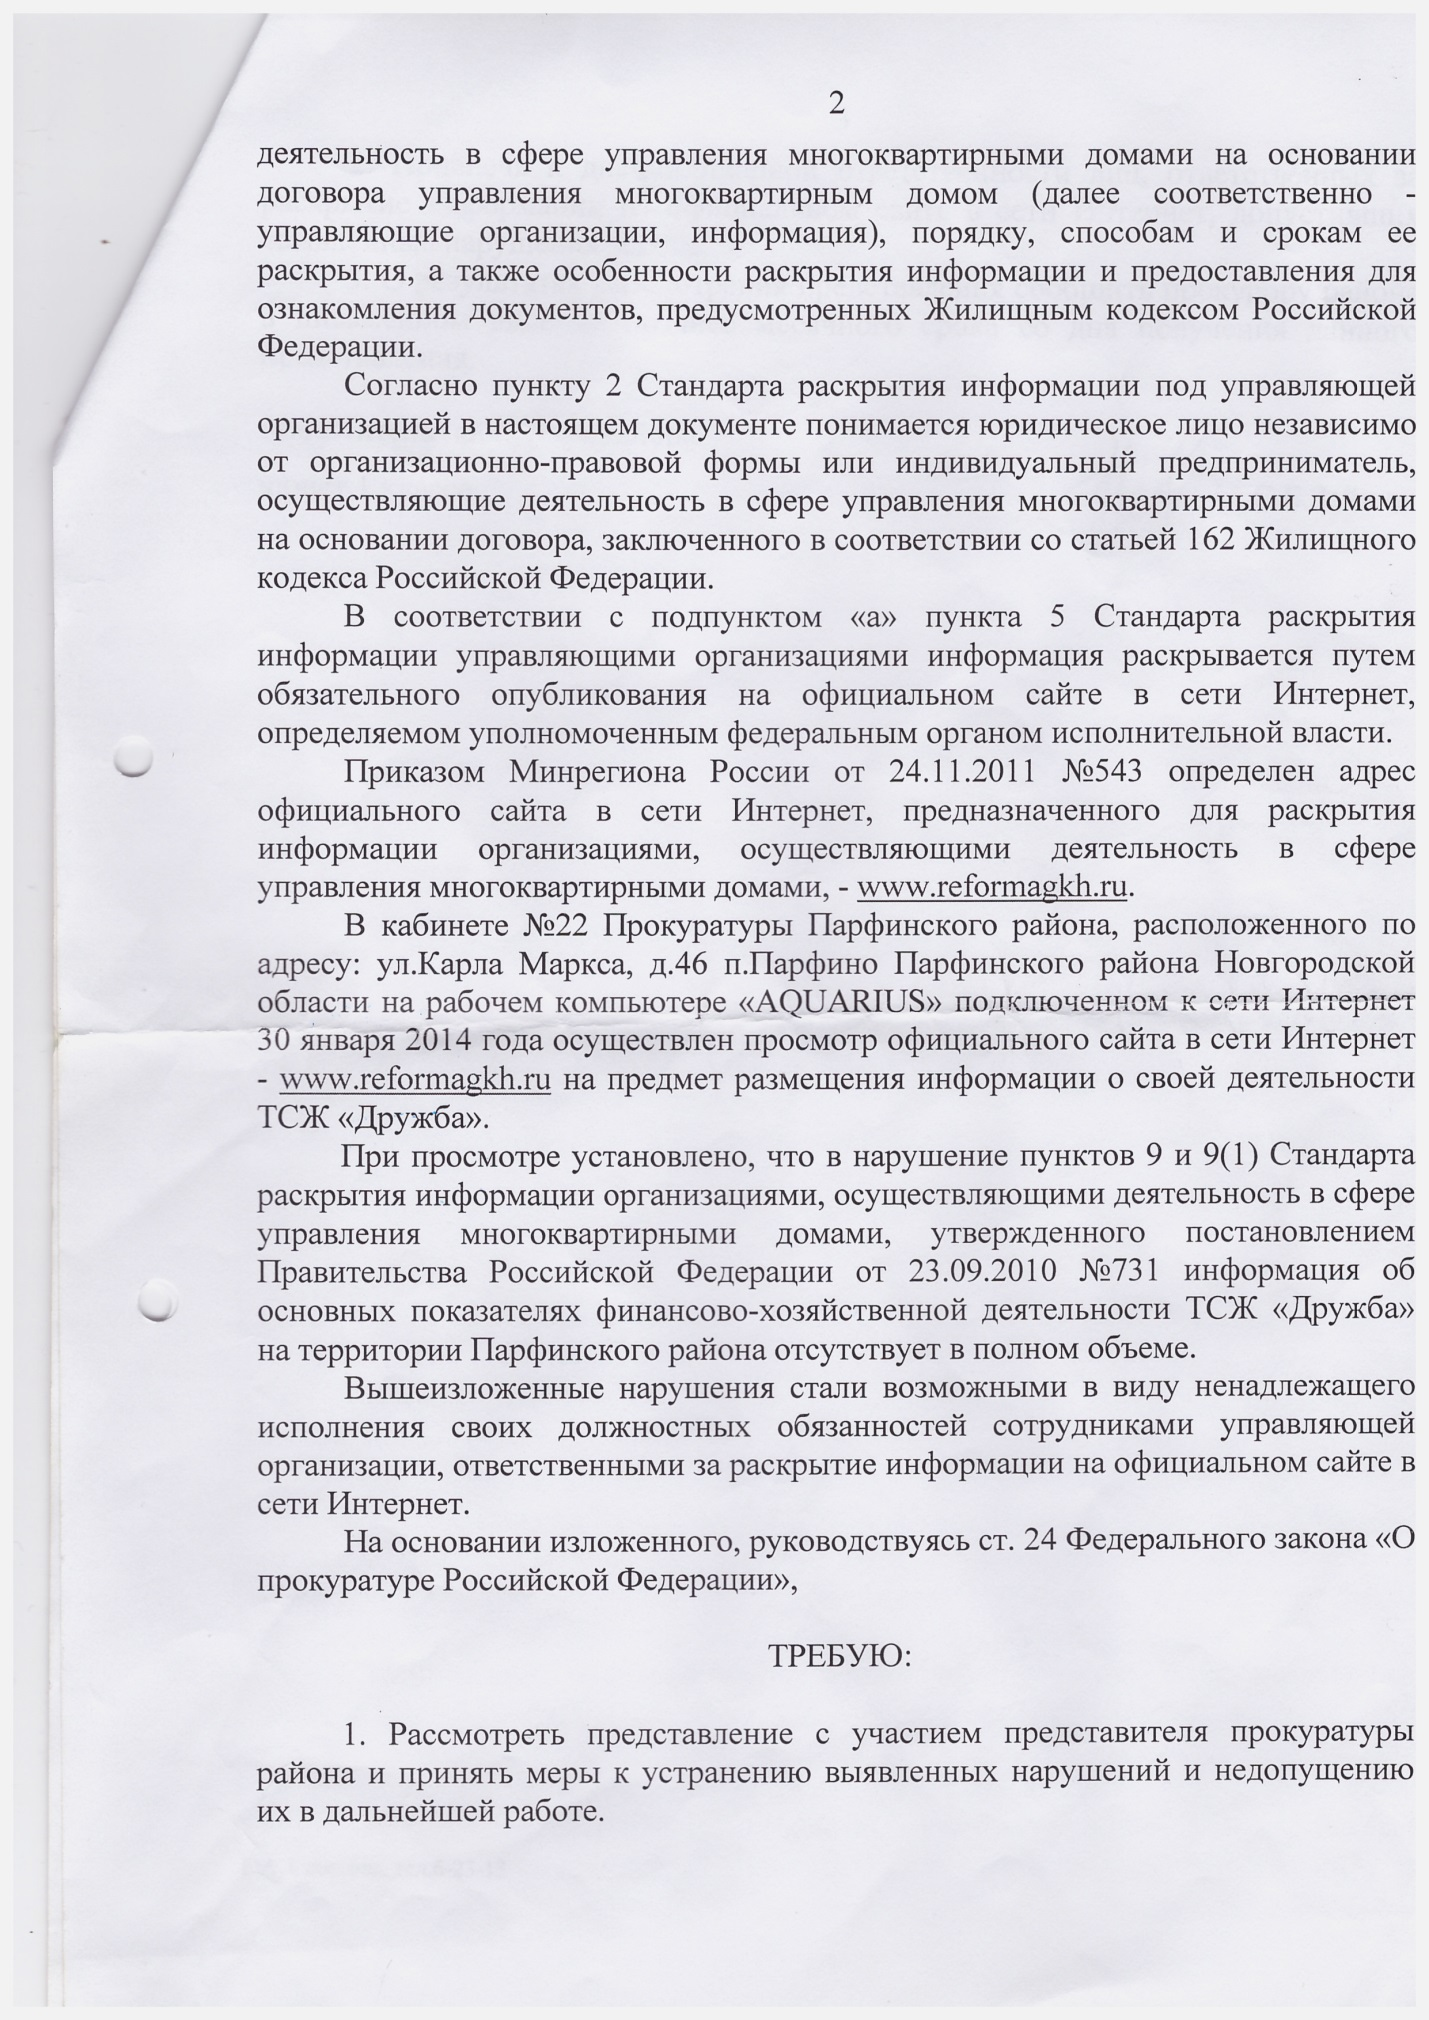 2
деятельность в сфере управления многоквартирными домами на основании
договора управления многоквартирным домом (далее соответственно -
управляющие организации, информация), порядку, способам и срокам ее
раскрытия, а также особенности раскрытия информации и предоставления для
ознакомления документов, предусмотренных Жилищным кодексом Российской
Федерации.
Согласно пункту 2 Стандарта раскрытия информации под управляющей
организацией в настоящем документе понимается юридическое лицо независимо
от организационно-правовой формы или индивидуальный предприниматель,
осуществляющие деятельность в сфере управления многоквартирными домами
на основании договора, заключенного в соответствии со статьей 162 Жилищного
кодекса Российской Федерации.
В соответствии с подпунктом «а» пункта 5 Стандарта раскрытия
информации управляющими организациями информация раскрывается путем
обязательного опубликования на официальном сайте в сети Интернет,
определяемом уполномоченным федеральным органом исполнительной власти.
Приказом Минрегиона России от 24.11.2011 №543 определен адрес
официального сайта в сети Интернет, предназначенного для раскрытия
информации организациями, осуществляющими деятельность в сфере
управления многоквартирными домами, - www.reformagkh.ru.
В кабинете №22 Прокуратуры Парфинского района, расположенного по
адресу: ул.Карла Маркса, д.46 п.Парфино Парфинского района Новгородской
области на рабочем компьютере «AQUARIUS» подключенном к сети Интернет
30 января 2014 года осуществлен просмотр официального сайта в сети Интернет
- www.reformagkh.ru на предмет размещения информации о своей деятельности
ТСЖ «Дружба».
При просмотре установлено, что в нарушение пунктов 9 и 9(1) Стандарта
раскрытия информации организациями, осуществляющими деятельность в сфере
управления многоквартирными домами, утвержденного постановлением
Правительства Российской Федерации от 23.09.2010 №731 информация об
основных показателях финансово-хозяйственной деятельности ТСЖ «Дружба»
на территории Парфинского района отсутствует в полном объеме.
Вышеизложенные нарушения стали возможными в виду ненадлежащего
исполнения своих должностных обязанностей сотрудниками управляющей
организации, ответственными за раскрытие информации на официальном сайте в
сети Интернет.
На основании изложенного, руководствуясь ст. 24 Федерального закона «О
прокуратуре Российской Федерации»,
ТРЕБУЮ:
1. Рассмотреть представление с участием представителя прокуратуры
района и принять меры к устранению выявленных нарушений и недопущению
их в дальнейшей работе.